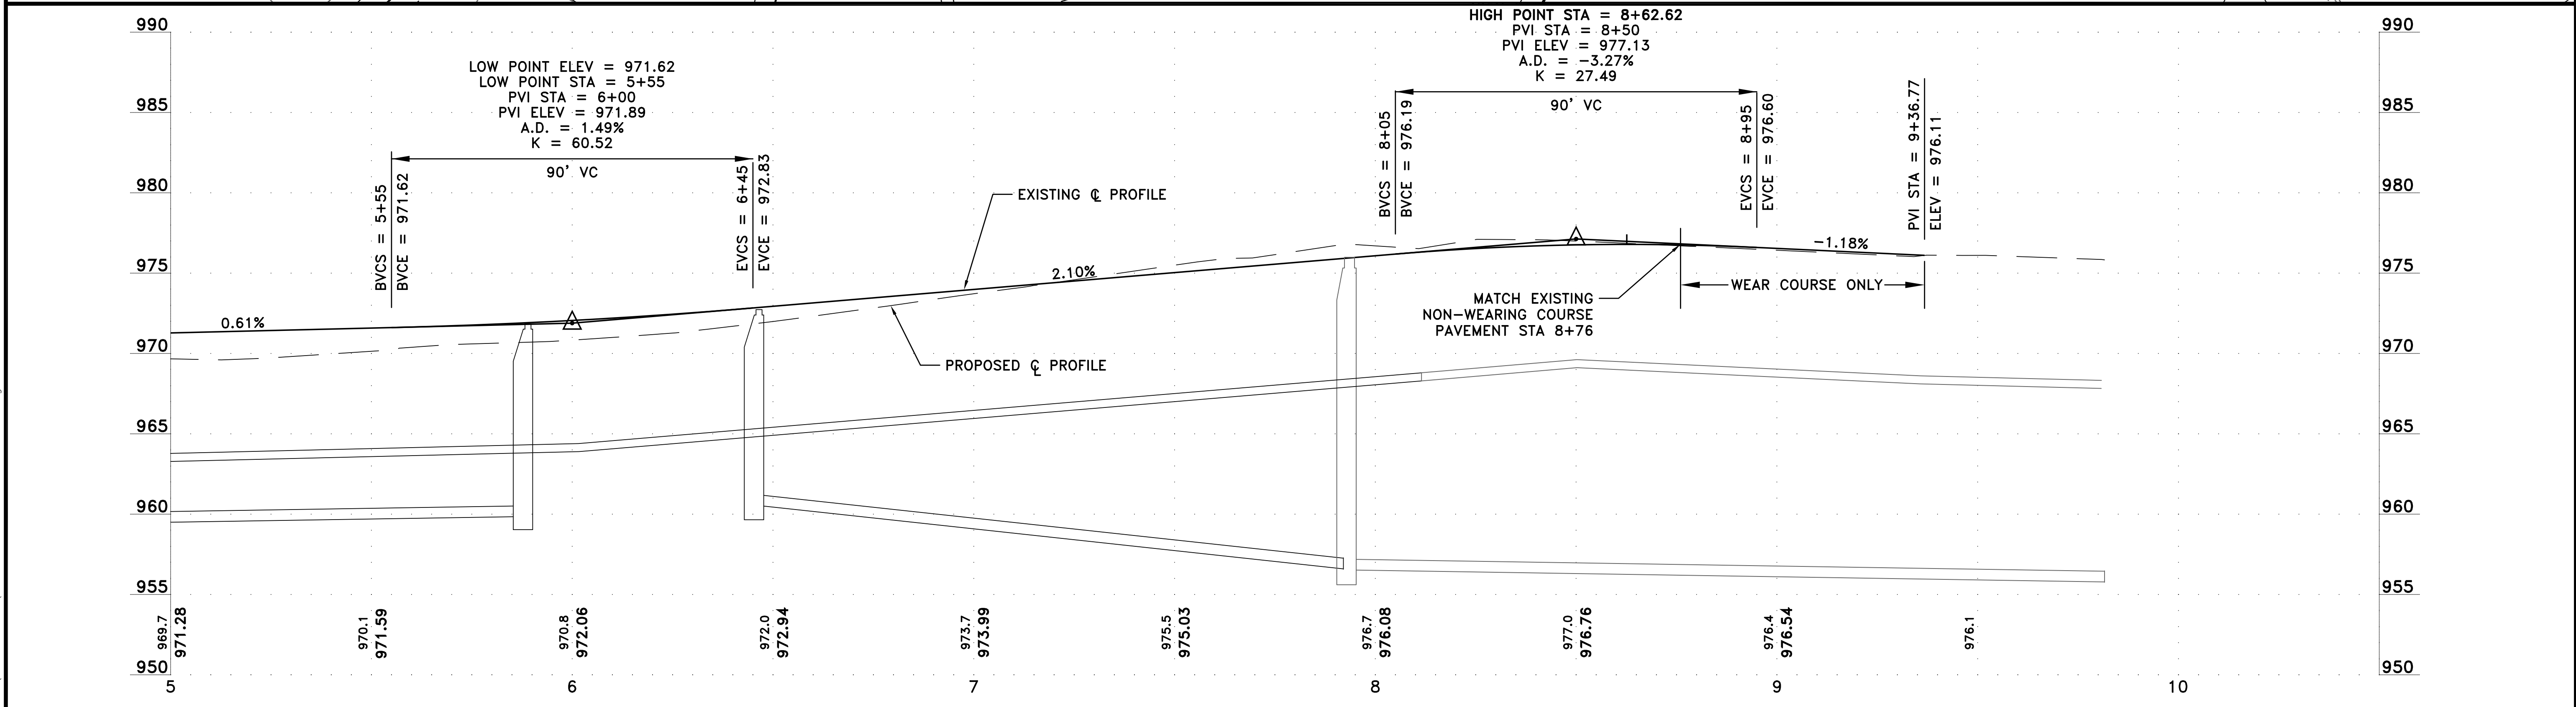 HIGH POINT STA = 8+62.62
PVI STA = 8+50
PVI ELEV = 977.13
A.D. = -3.27%
K = 27.49
90' VC
LOW POINT ELEV = 971.62
LOW POINT STA = 5+55
PVI STA = 6+00
PVI ELEV = 971.89
A.D. = 1.49%
K = 60.52
90' VC
BVCS = 5+55
BVCE = 971.62
EVCS = 6+45
EVCE = 972.83
BVCS = 8+05
BVCE = 976.19
EVCS = 8+95
EVCE = 976.60
PVI STA = 9+36.77
ELEV = 976.11
EXISTING ℄ PROFILE
PROPOSED ℄ PROFILE
0.61%
2.10%
-1.18%
WEAR COURSE ONLY
MATCH EXISTING
NON-WEARING COURSE
PAVEMENT STA 8+76
990
985
980
975
970
965
960
955
950
990
985
980
975
970
965
960
955
950
969.7
971.28
970.1
971.59
970.8
972.06
972.0
972.94
973.7
973.99
975.5
975.03
976.7
976.08
977.0
976.76
976.4
976.54
976.1
5
6
7
8
9
10